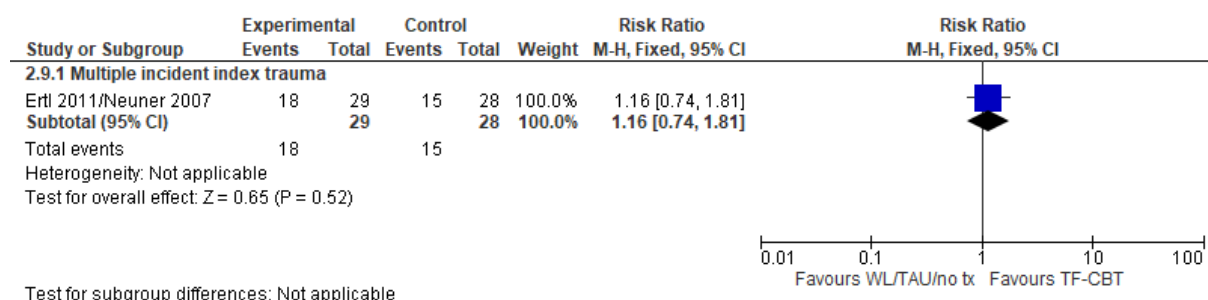 Experimental Control Risk Ratio Risk Ratio
Study or Subgroup Events Total Events Total Weight M-H, Fixed, 95% CI M-H, Fixed, 95% CI
2.9.1 Multiple incident index trauma
Ertl 2011/Neuner 2007 18 29 15 28 100.0% 1.16 [0.74, 1.81]
Subtotal (95% CI) 29 28 100.0% 1.16 [0.74, 1.81]
Total events 18 15
Heterogeneity: Not applicable
Test for overall effect: Z = 0.65 (P = 0.52)
0.01 0.1 1 10 100
Favours WL/TAU/no tx Favours TF-CBT
Test for subgroup differences: Not applicable